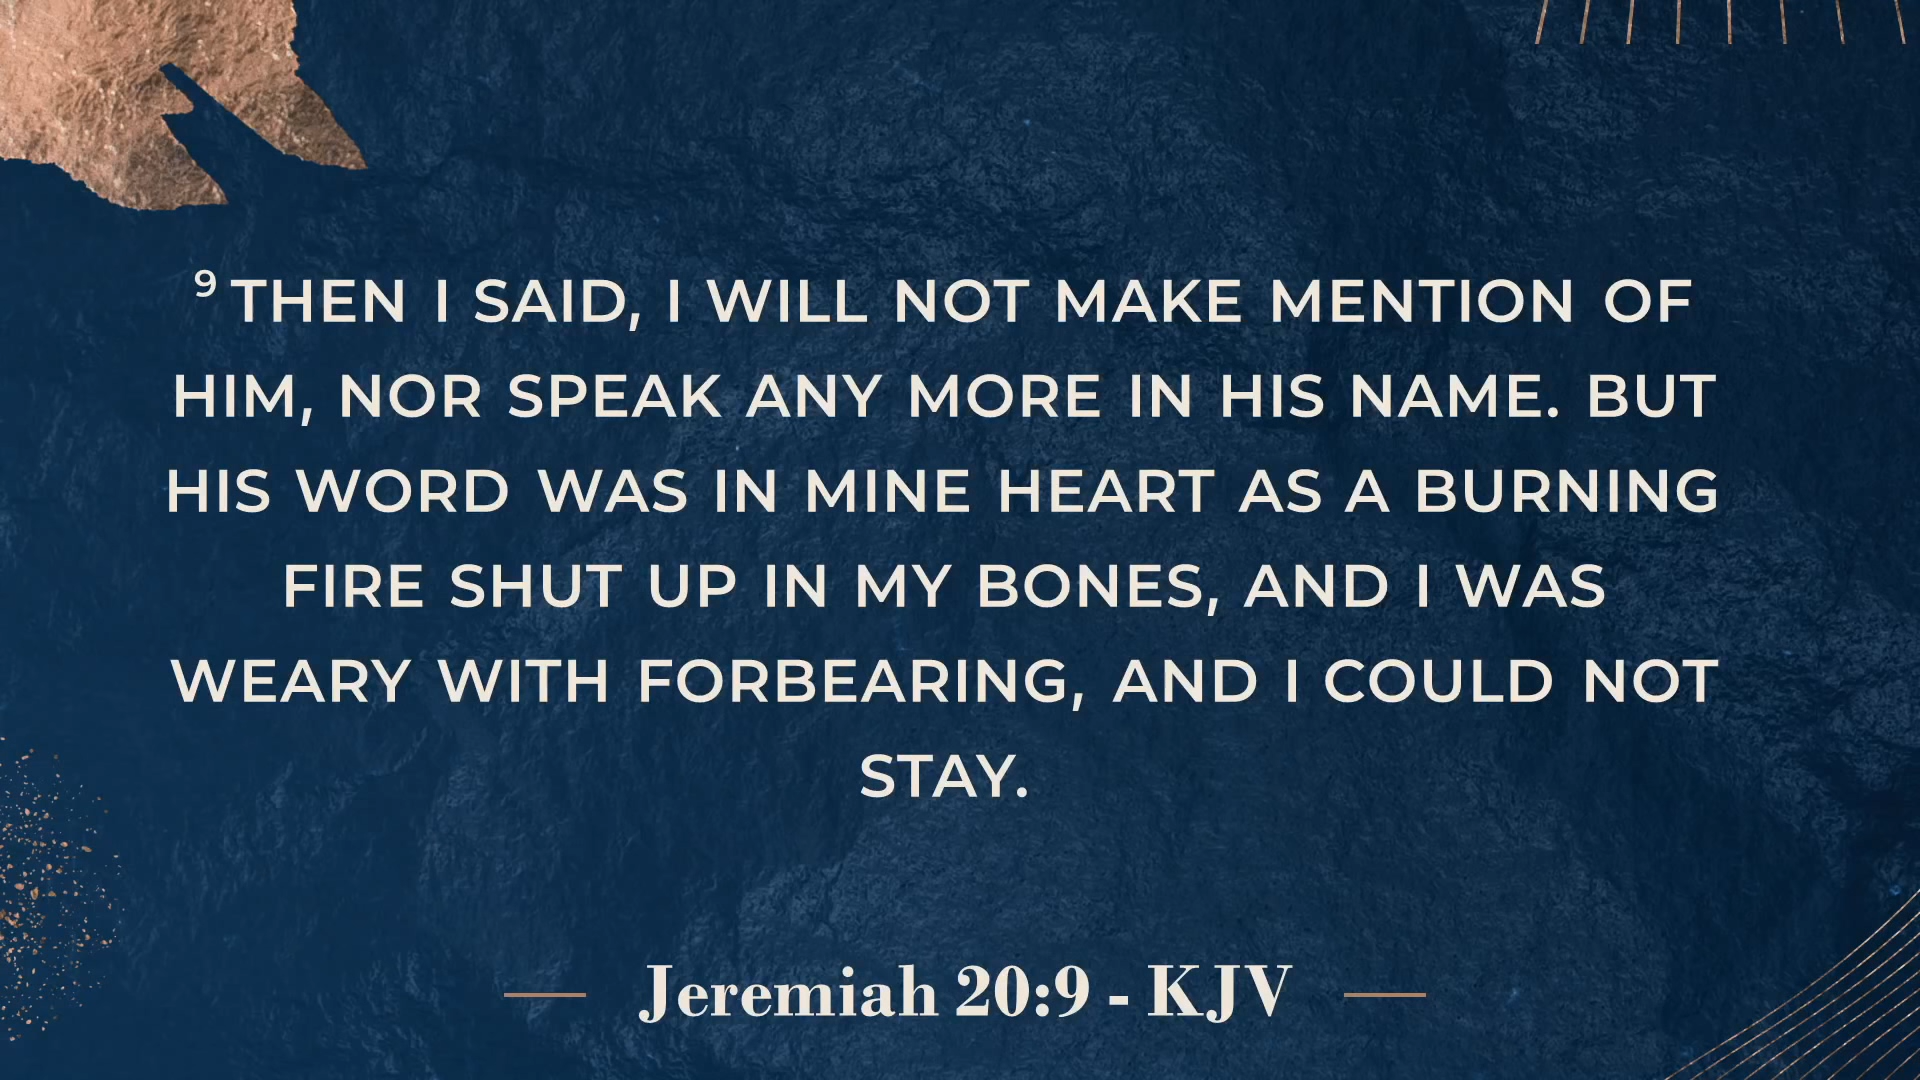 9 THEN I SAID, I WILL NOT MAKE MENTION OF
HIM, NOR SPEAK ANY MORE IN HIS NAME. BUT
HIS WORD WAS IN MINE HEART AS A BURNING
FIRE SHUT UP IN MY BONES, AND I WAS
WEARY WITH FORBEARING, AND I COULD NOT
STAY.
Jeremiah 20:9 - KJV